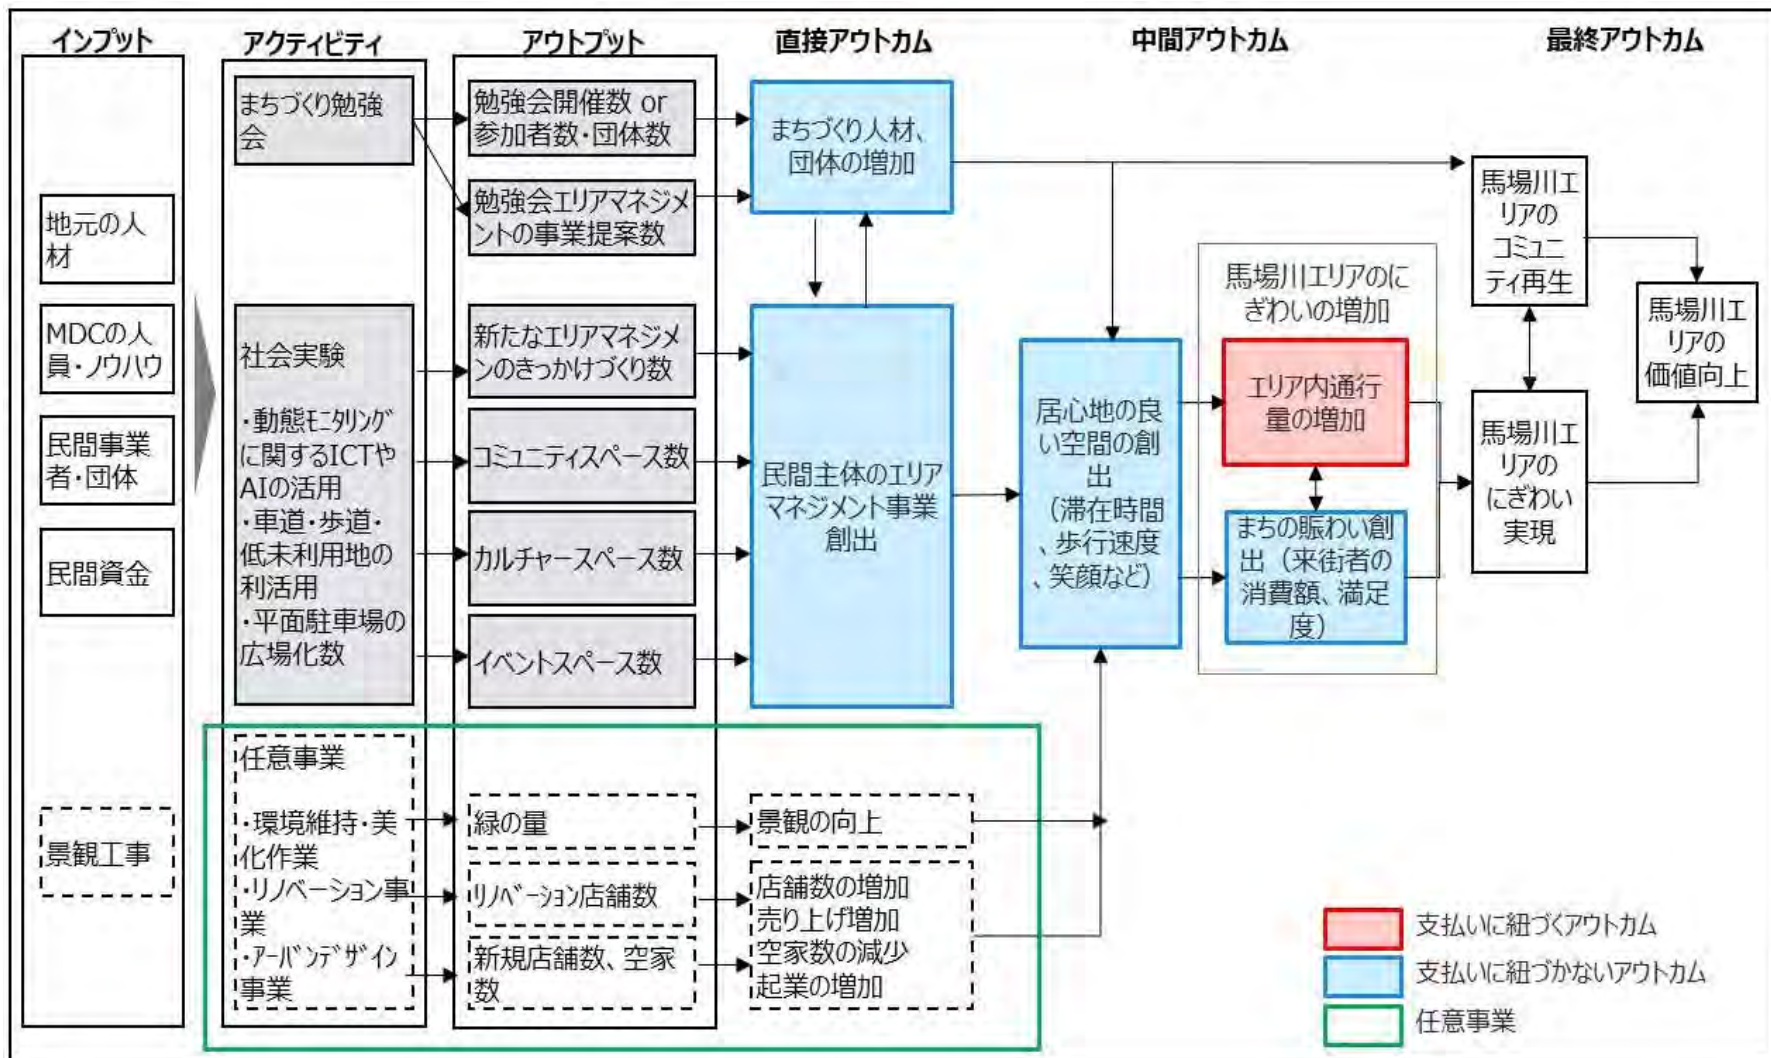 インプット
アクティビティ
アウトプット
直接アウトカム
中間アウトカム
最終アウトカム
地元の人
材
MDCの人
員・ノウハウ
民間事業
者・団体
民間資金
景観工事
まちづくり勉強
会
社会実験
・動態ﾓﾆﾀﾘﾝｸﾞ
に関するICTや
AIの活用
・車道・歩道・
低未利用地の
利活用
・平面駐車場の
広場化数
任意事業
・環境維持・美
化作業
・リノベーション事
業
・ｱｰﾊﾞﾝﾃﾞｻﾞｲﾝ
事業
勉強会開催数 or
参加者数・団体数
勉強会エリアマネジメ
ントの事業提案数
新たなエリアマネジメ
ンのきっかけづくり数
コミュニティスペース数
カルチャースペース数
イベントスペース数
緑の量
ﾘﾉﾍﾞｰｼｮﾝ店舗数
新規店舗数、空家
数
まちづくり人材、
団体の増加
民間主体のエリア
マネジメント事業
創出
景観の向上
店舗数の増加
売り上げ増加
空家数の減少
起業の増加
居心地の良
い空間の創
出
（滞在時間
、歩行速度
、笑顔など）
馬場川エリアのに
ぎわいの増加
エリア内通行
量の増加
まちの賑わい創
出（来街者の
消費額、満足
度）
馬場川エ
リアの
コミュニ
ティ再生
馬場川エ
リアの
にぎわい
実現
馬場川エ
リアの
価値向上
支払いに紐づくアウトカム
支払いに紐づかないアウトカム
任意事業